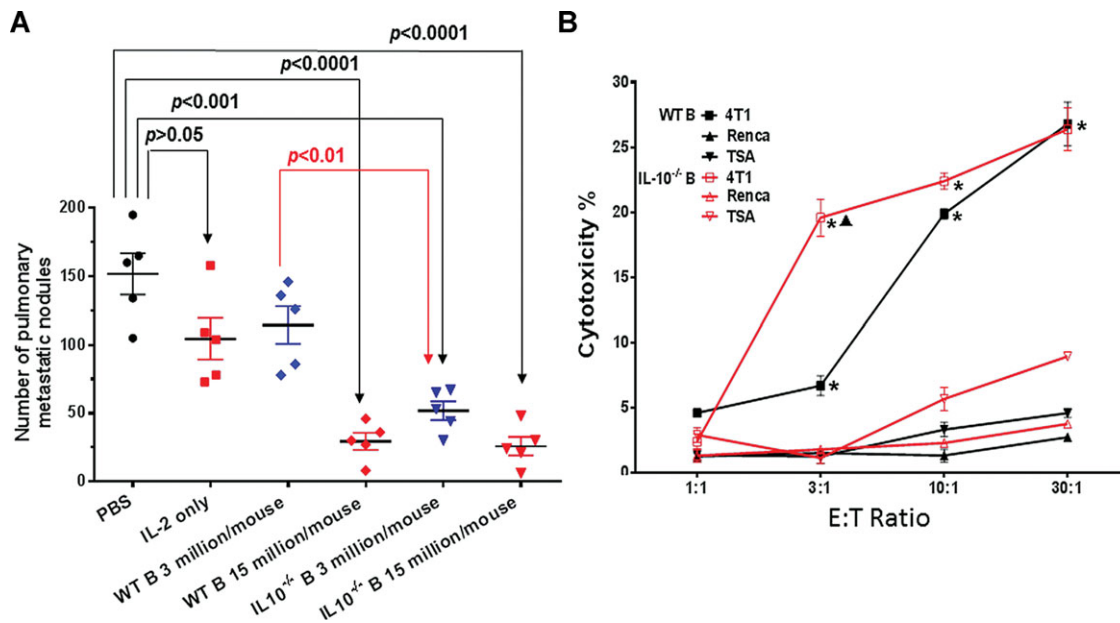 A
p<0.0001
p<0.0001
p<0.001
p>0.05
p<0.01
200
150
100
50
0
Number of pulmonary
metastatic nodules
PBS
IL-2 only
WT B 3 million/mouse
WT B 15 million/mouse
IL10-/- B 3 million/mouse
IL10-/- B 15 million/mouse
B
30
25
20
15
10
5
0
Cytotoxicity %
WT B 4T1
Renca
TSA
IL-10-/- B 4T1
Renca
TSA
*
*
*
*
*
1:1 3:1 10:1 30:1
E:T Ratio